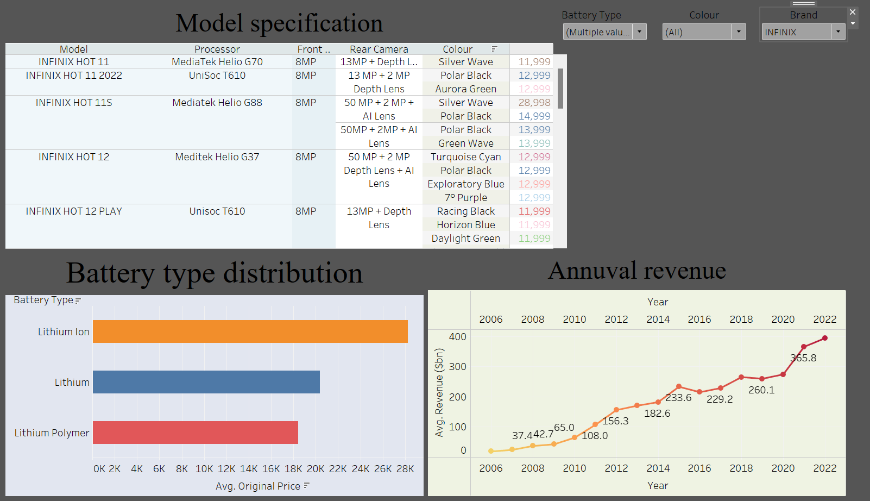 Model specification
Battery Type
Colour
Brand
(Multiple valu..
(All)
INFINIX
Model Processor Front .. Rear Camera Colour
INFINIX HOT 11 MediaTek Helio G70 8MP 13MP + Depth L.. Silver Wave 11,999
INFINIX HOT 11 2022 UniSoc T610 8MP 13 MP + 2 MP Polar Black 12,999
Depth Lens Aurora Green 12,999
INFINIX HOT 11S Mediatek Helio G88 8MP 50 MP + 2 MP + Silver Wave 28,998
AI Lens Polar Black 14,999
50MP + 2MP + AI Polar Black 13,999
Lens Green Wave 13,999
INFINIX HOT 12 Meditek Helio G37 8MP 50 MP + 2 MP Turquoise Cyan 12,999
Depth Lens + AI Polar Black 12,999
Lens Exploratory Blue 12,999
7° Purple 12,999
INFINIX HOT 12 PLAY Unisoc T610 8MP 13MP + Depth Racing Black 11,999
Lens Horizon Blue 11,999
Daylight Green 11,999
Battery type distribution
Battery Type
Lithium Ion
Lithium
Lithium Polymer
0K 2K 4K 6K 8K 10K 12K 14K 16K 18K 20K 22K 24K 26K 28K
Avg. Original Price
Annuval revenue
Year
2006 2008 2010 2012 2014 2016 2018 2020 2022
Avg. Revenue ($bn)
400
300
200
100
0
37.4
42.7
65.0
108.0
156.3
182.6
233.6
229.2
260.1
365.8
2006 2008 2010 2012 2014 2016 2018 2020 2022
Year